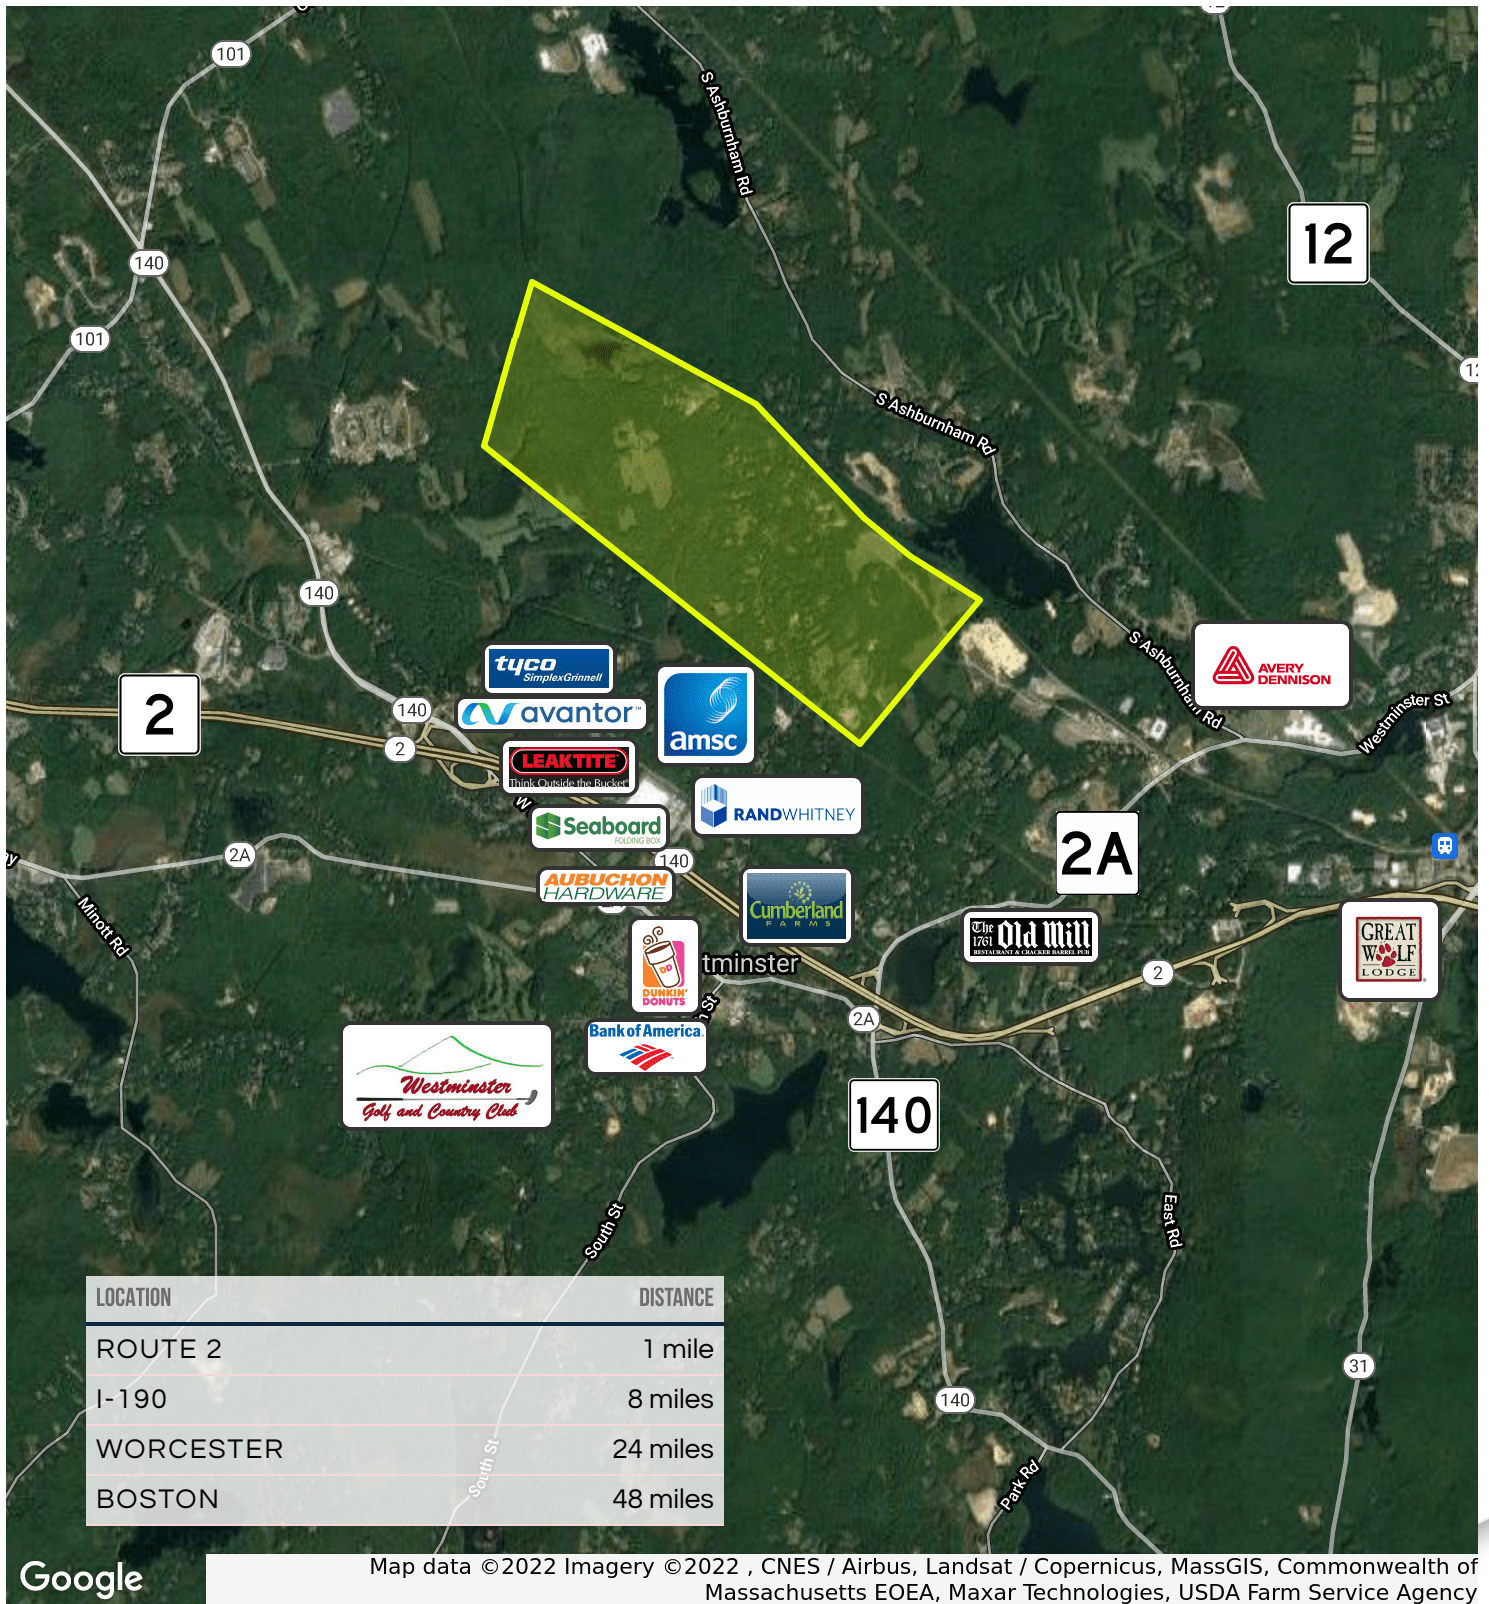 101
S Ashburnham Rd
12
140
101
12
S Ashburnham Rd
140
S Ashburnham Rd
AVERY
DENNISON
Westminster St
tyco
SimplexGrinnell
2
140
avantor™
amsc
2
LEAKTITE
Think Outside the Bucket
W
RANDWHITNEY
Seaboard
FOLDING BOX
2A
2A
140
AUBUCHON
HARDWARE
Cumberland
FARMS
Minott Rd
The
1761
Old Mill
RESTAURANT & CRACKER BARREL PUB
GREAT
WOLF
LODGE
DD
DUNKIN'
DONUTS
tminster
2
2A
Bank of America
Westminster
Golf and Country Club
140
East Rd
South St
LOCATION DISTANCE
ROUTE 2 1 mile
I-190 8 miles
WORCESTER 24 miles
BOSTON 48 miles
31
140
South St
Park Rd
Google
Map data ©2022 Imagery ©2022 , CNES / Airbus, Landsat / Copernicus, MassGIS, Commonwealth of
Massachusetts EOEA, Maxar Technologies, USDA Farm Service Agency